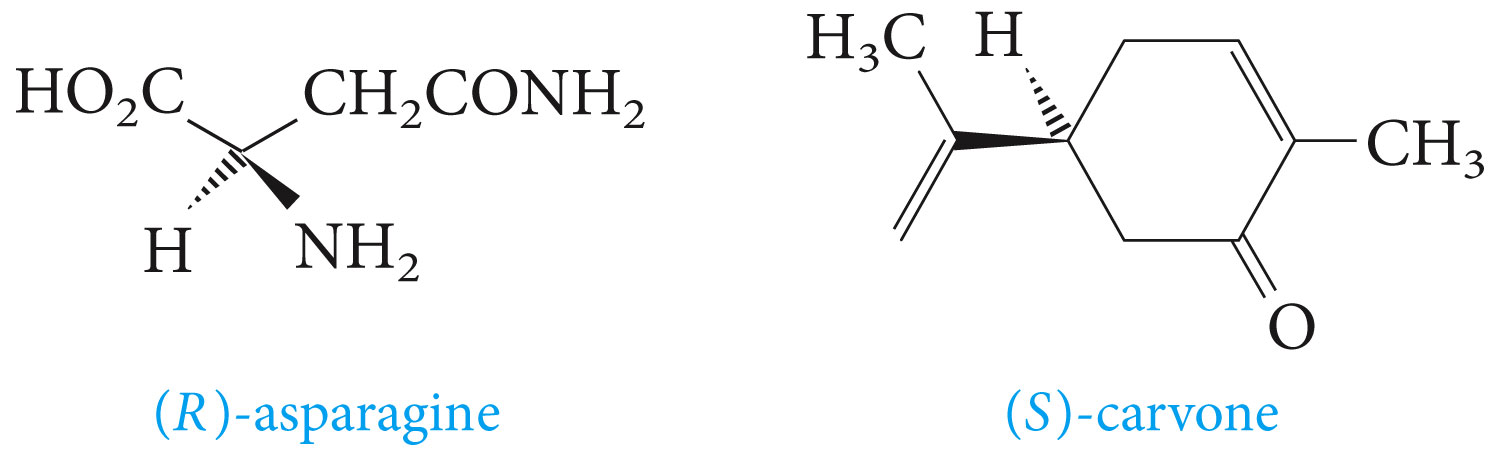 HO₂C CH₂CONH₂
H NH₂
(R)-asparagine
H₃C H
CH₃
O
(S)-carvone